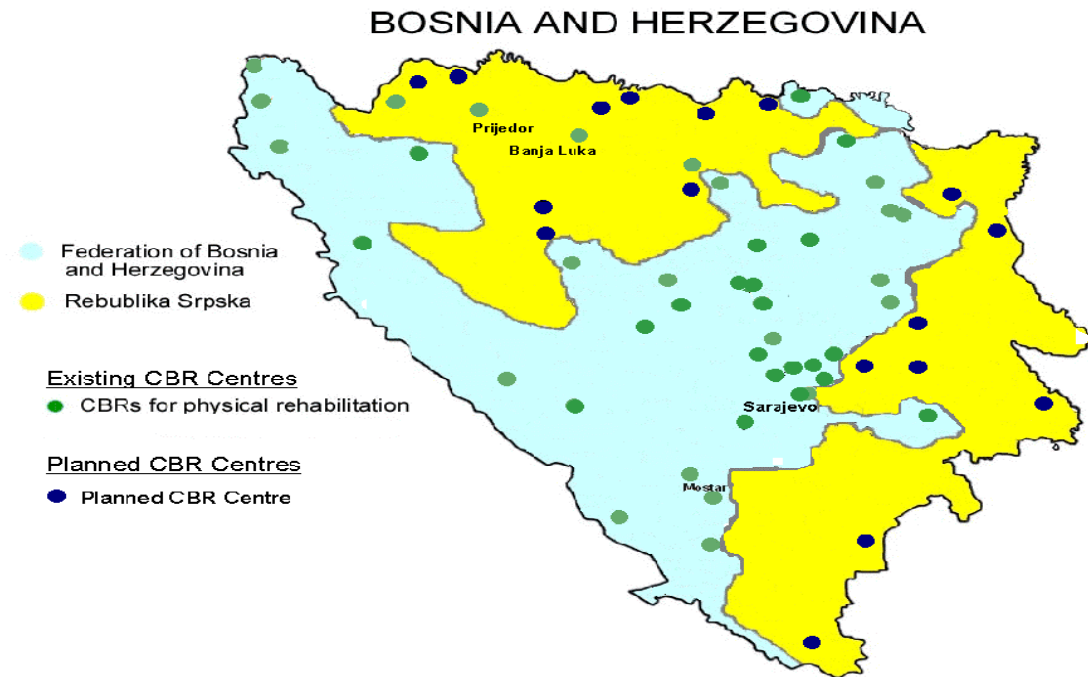 BOSNIA AND HERZEGOVINA
Prijedor
Banja Luka
Federation of Bosnia
and Herzegovina
Rebublika Srpska
Existing CBR Centres
CBRs for physical rehabilitation
Sarajevo
Planned CBR Centres
Planned CBR Centre
Mostar